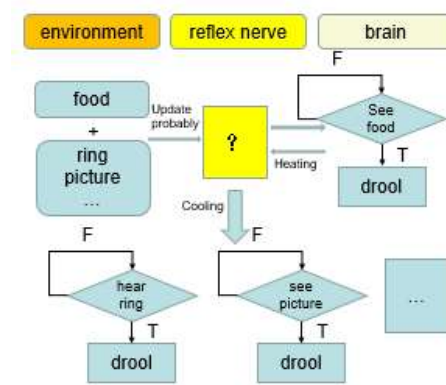 environment
reflex nerve
brain
F
food
Update
probably
?
See
food
+
ring
picture
...
Heating
T
drool
Cooling
F
F
hear
ring
see
picture
...
T
T
drool
drool